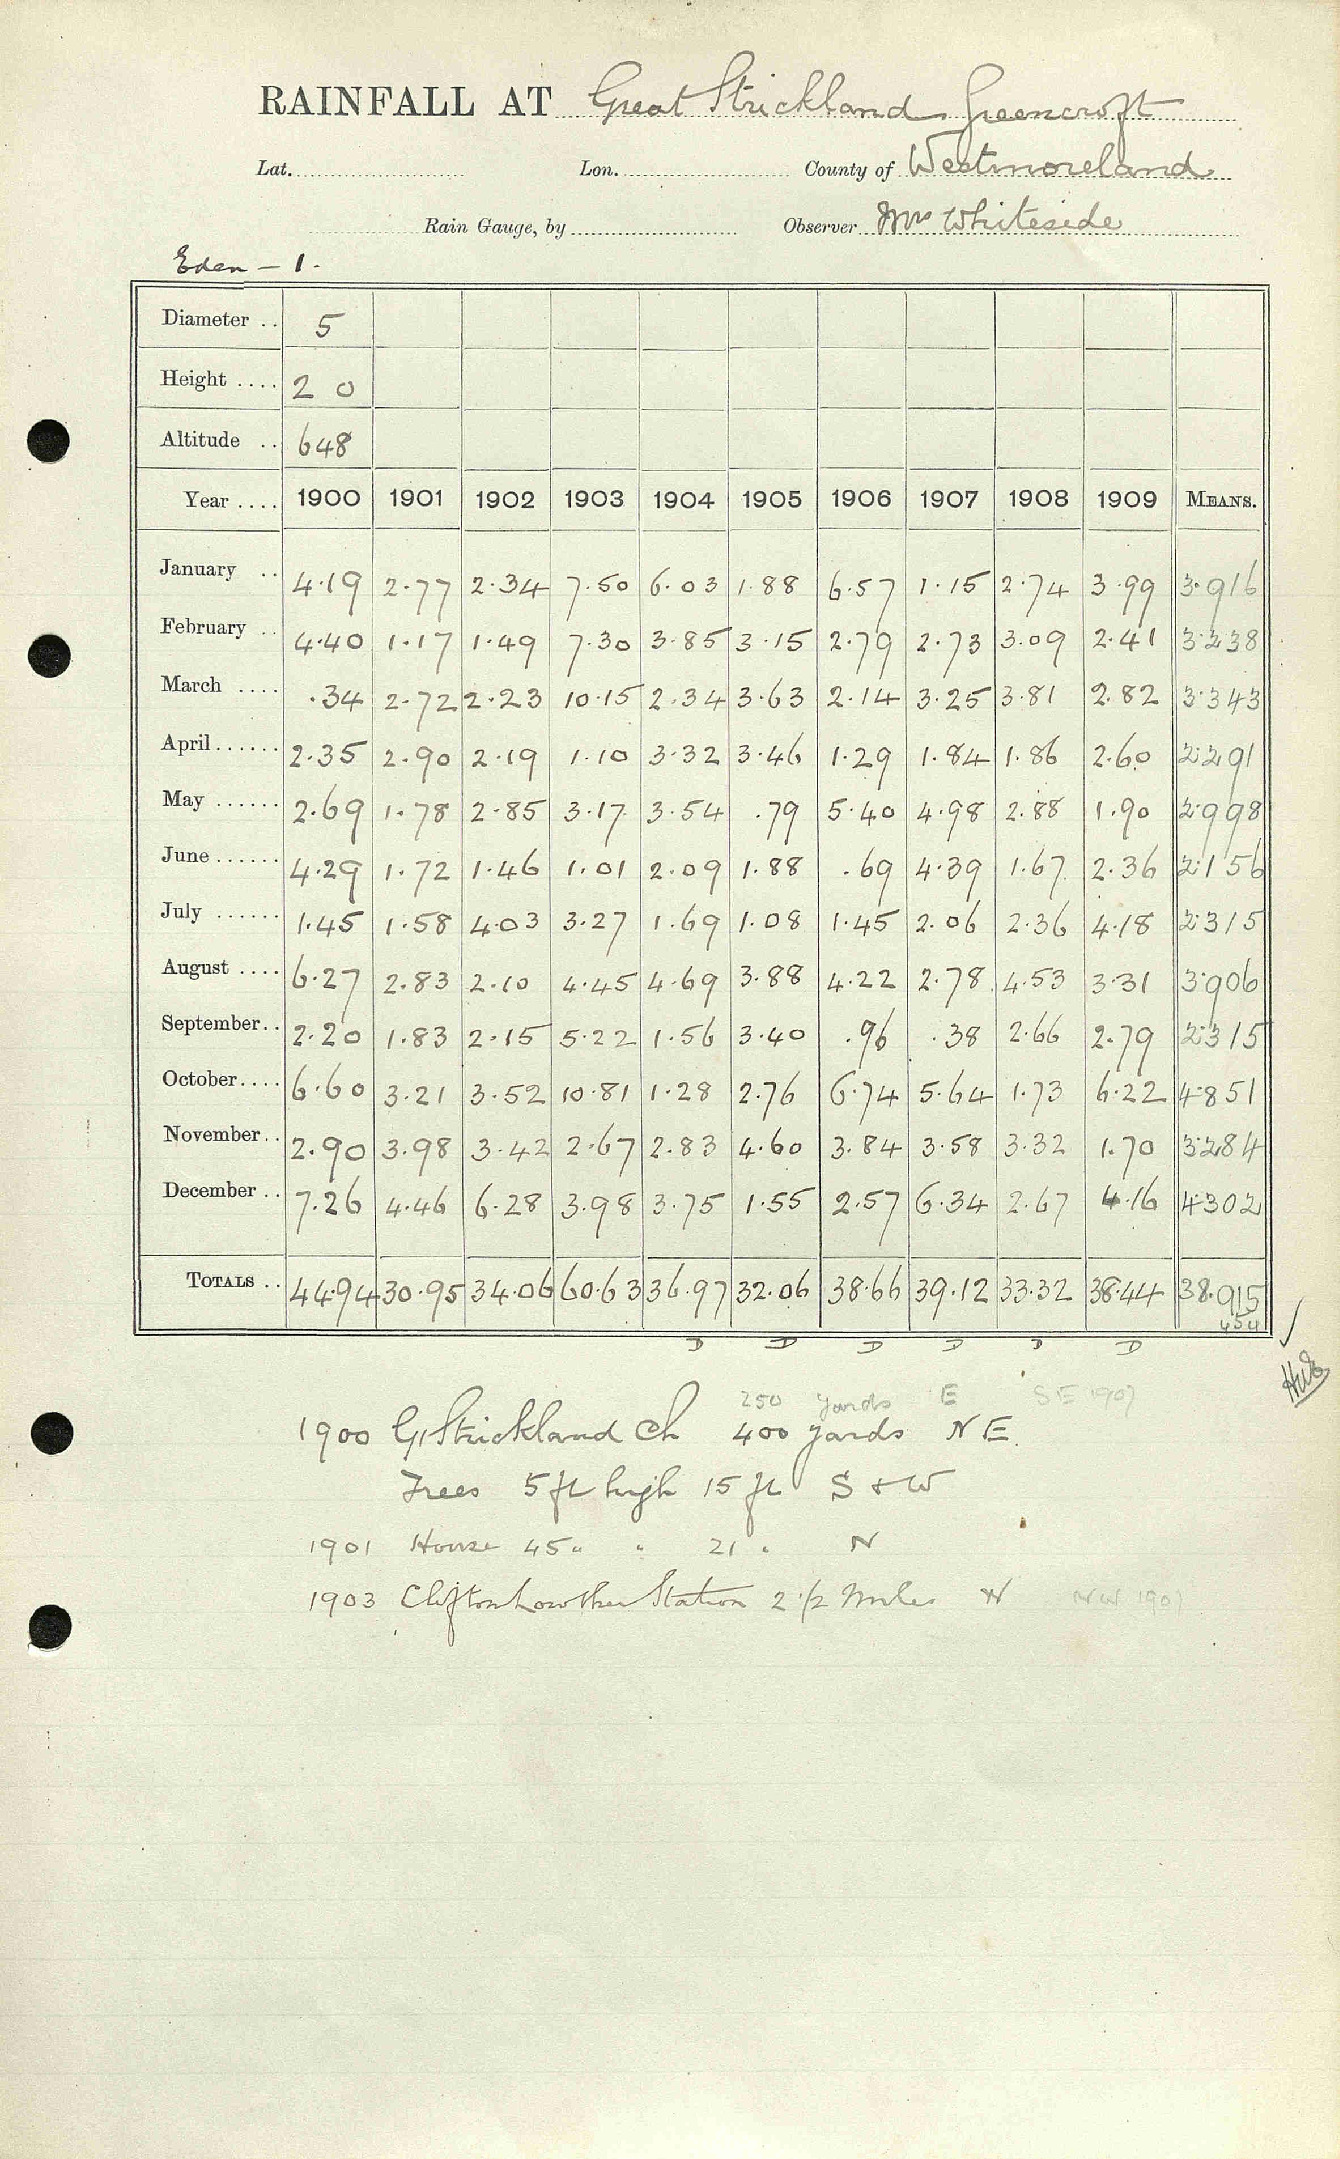 RAINFALL AT Great Strickland, Greencroft
Lat. Lon. County of Westmoreland
Rain Gauge, by Observer Mrs Whiteside
Eden - 1.
Diameter .. 5
Height .... 2 0
Altitude .. 648
Year .... 1900 1901 1902 1903 1904 1905 1906 1907 1908 1909 MEANS.
January .. 4.19 2.77 2.34 7.50 6.03 1.88 6.57 1.15 2.74 3.99 3.916
February .. 4.40 1.17 1.49 7.30 3.85 3.15 2.79 2.73 3.09 2.41 3.238
March .... .34 2.72 2.23 10.15 2.34 3.63 2.14 3.25 3.81 2.82 3.343
April ...... 2.35 2.90 2.19 1.10 3.32 3.46 1.29 1.84 1.86 2.60 2.291
May ...... 2.69 1.78 2.85 3.17 3.54 .79 5.40 4.98 2.88 1.90 2.998
June ...... 4.29 1.72 1.46 1.01 2.09 1.88 .69 4.39 1.67 2.36 2.156
July ...... 1.45 1.58 4.03 3.27 1.69 1.08 1.45 2.06 2.36 4.18 2.315
August .... 6.27 2.83 2.10 4.45 4.69 3.88 4.22 2.78 4.53 3.31 3.906
September .. 2.20 1.83 2.15 5.22 1.56 3.40 .96 .38 2.66 2.79 2.315
October .... 6.60 3.21 3.52 10.81 1.28 2.76 6.74 5.64 1.73 6.22 4.851
November .. 2.90 3.98 3.42 2.67 2.83 4.60 3.84 3.58 3.32 1.70 3.284
December .. 7.26 4.46 6.28 3.98 3.75 1.55 2.57 6.34 2.67 4.16 4.302
TOTALS .. 44.94 30.95 34.06 60.63 36.97 32.06 38.66 39.12 33.32 38.44 38.915
D D D D D D
250 yards E SE 1907
1900 Gt Strickland Ch 400 yards NE.
Trees 5 ft high 15 ft S & W
1901 House 45 " " 21 " N
1903 Clifton Lowther Station 2 1/2 Miles W NW 1907